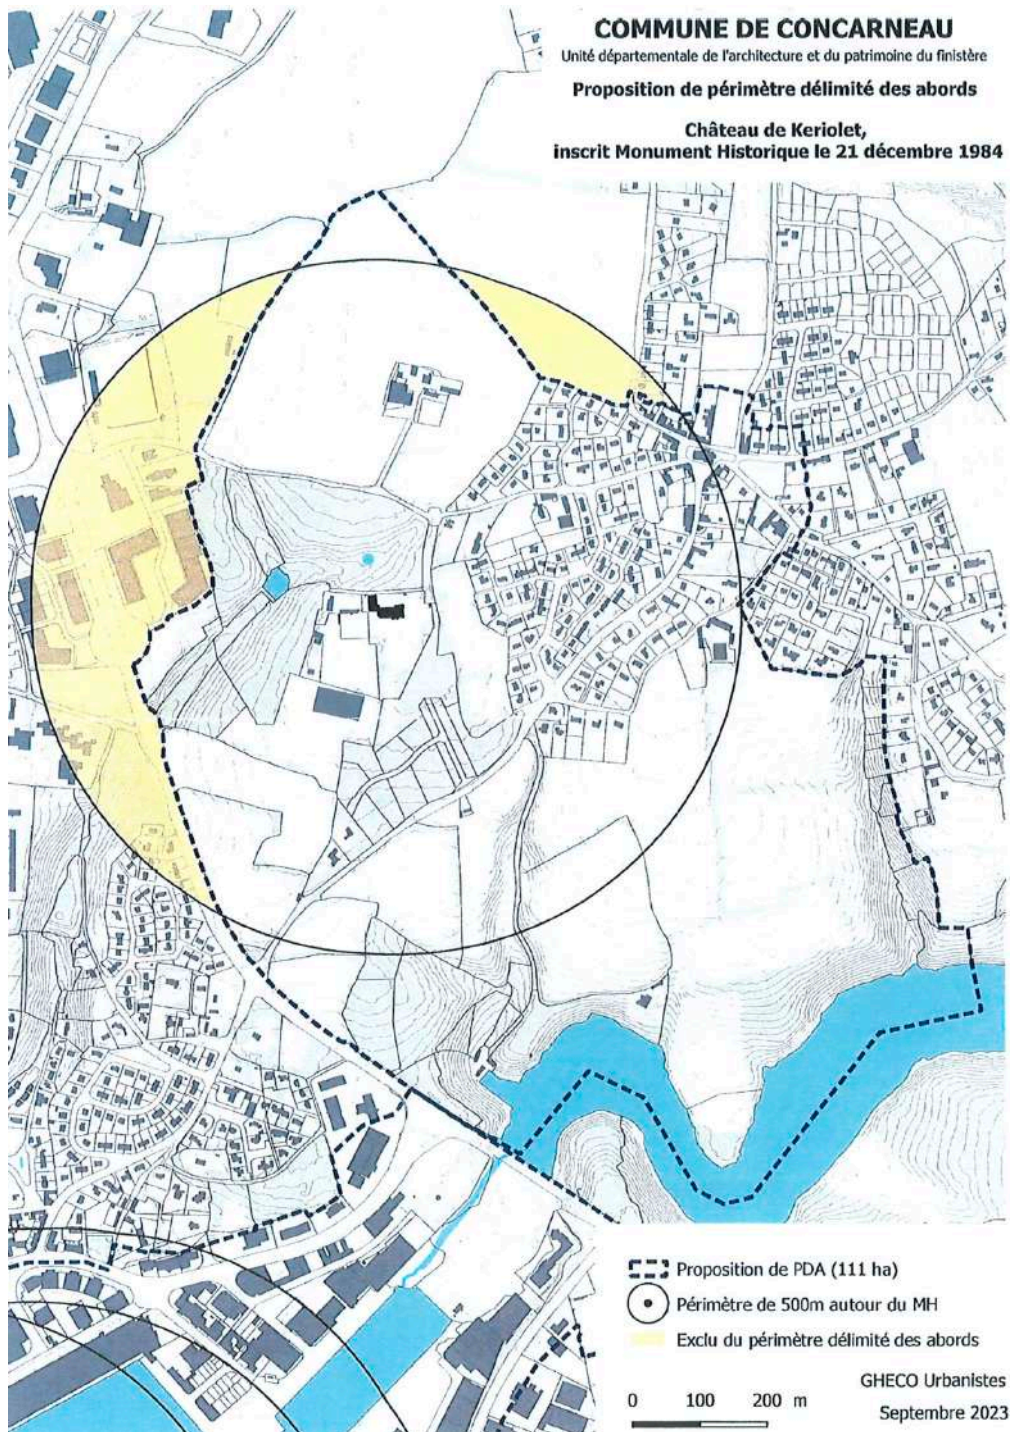 COMMUNE DE CONCARNEAU
Unité départementale de l'architecture et du patrimoine du finistère
Proposition de périmètre délimité des abords
Château de Keriolet,
inscrit Monument Historique le 21 décembre 1984
Proposition de PDA (111 ha)
Périmètre de 500m autour du MH
Exclu du périmètre délimité des abords
GHECO Urbanistes
0 100 200 m
Septembre 2023